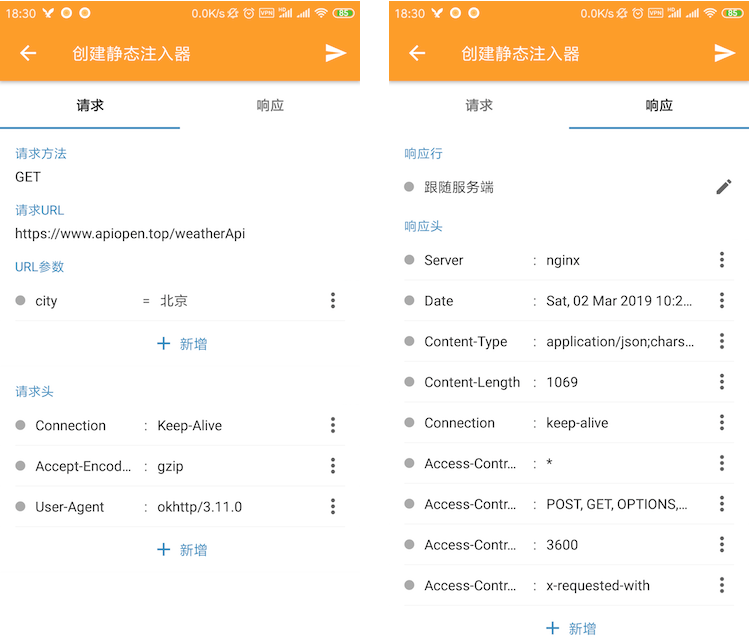 18:30 0.0K/s VPN HD 85
创建静态注入器
请求 响应
请求方法
GET
请求URL
https://www.apiopen.top/weatherApi
URL参数
city = 北京
+ 新增
请求头
Connection : Keep-Alive
Accept-Encod... : gzip
User-Agent : okhttp/3.11.0
+ 新增
18:30 0.0K/s VPN HD 85
创建静态注入器
请求 响应
响应行
跟随服务端
响应头
Server : nginx
Date : Sat, 02 Mar 2019 10:2...
Content-Type : application/json;chars...
Content-Length : 1069
Connection : keep-alive
Access-Contr... : *
Access-Contr... : POST, GET, OPTIONS,...
Access-Contr... : 3600
Access-Contr... : x-requested-with
+ 新增